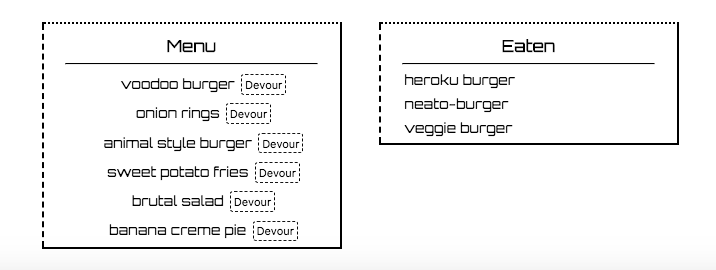 Menu
voodoo burger Devour
onion rings Devour
animal style burger Devour
sweet potato fries Devour
brutal salad Devour
banana creme pie Devour
Eaten
heroku burger
neato-burger
veggie burger